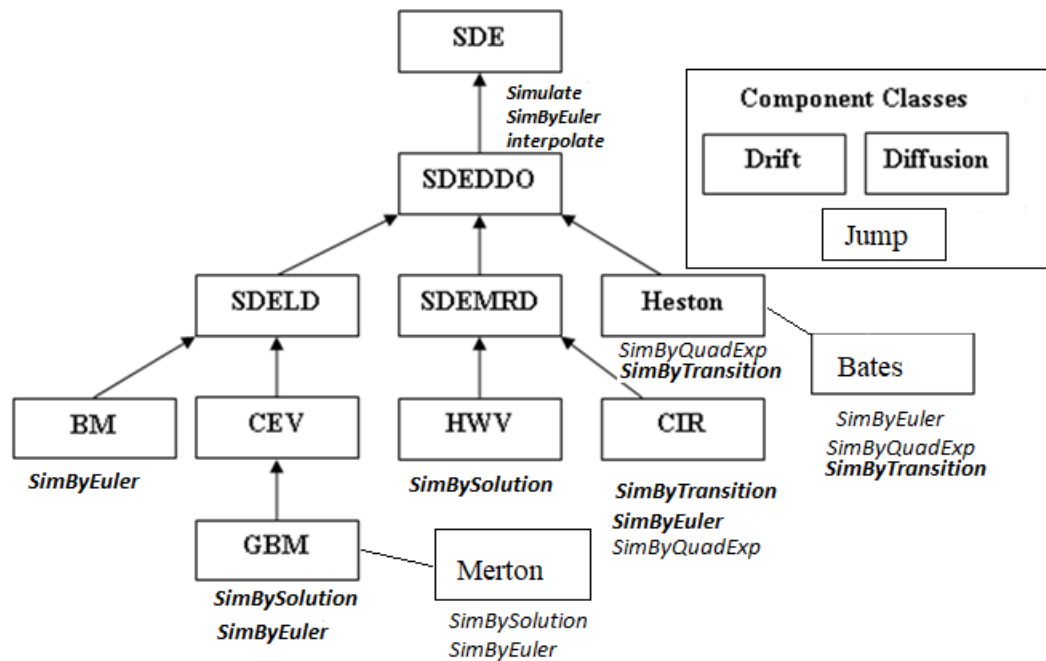 SDE
Simulate
SimByEuler
interpolate
Component Classes
Drift
Diffusion
Jump
SDEDDO
SDELD
SDEMRD
Heston
SimByQuadExp
SimByTransition
Bates
SimByEuler
SimByQuadExp
SimByTransition
BM
SimByEuler
CEV
HWV
SimBySolution
CIR
SimByTransition
SimByEuler
SimByQuadExp
GBM
SimBySolution
SimByEuler
Merton
SimBySolution
SimByEuler